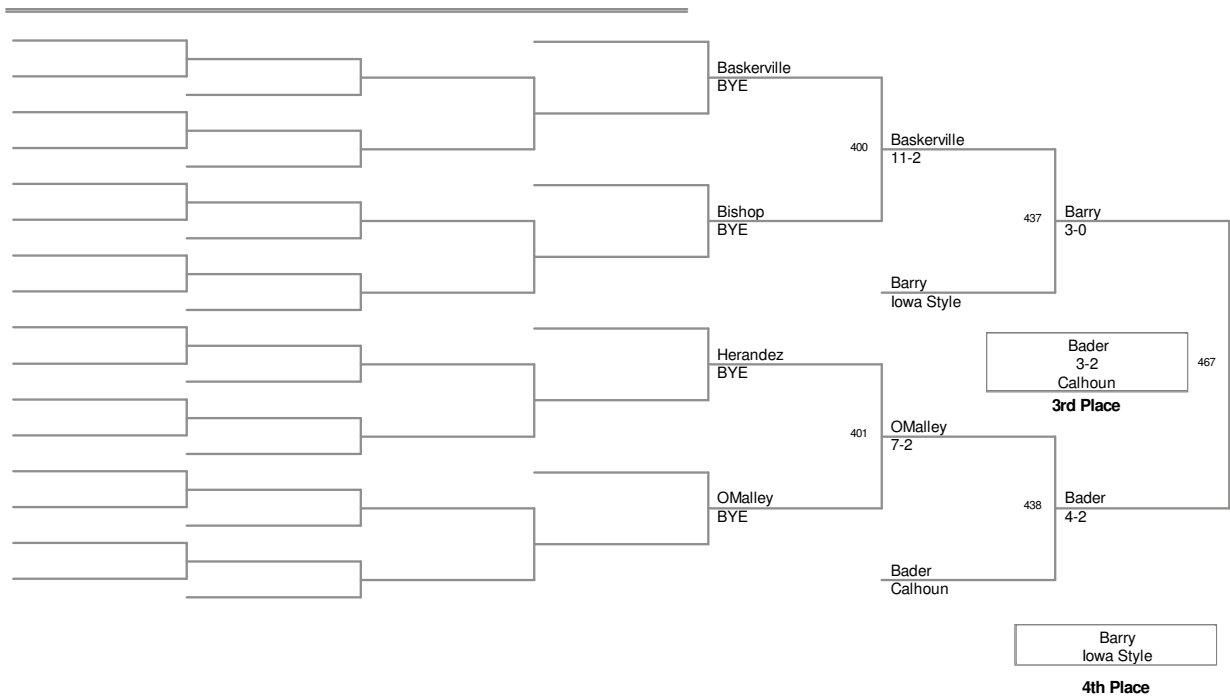 Baskerville
BYE
400
Baskerville
11-2
Bishop
BYE
437
Barry
3-0
Barry
Iowa Style
Herandez
BYE
Bader
3-2
Calhoun
467
3rd Place
401
OMalley
7-2
OMalley
BYE
438
Bader
4-2
Bader
Calhoun
Barry
Iowa Style
4th Place